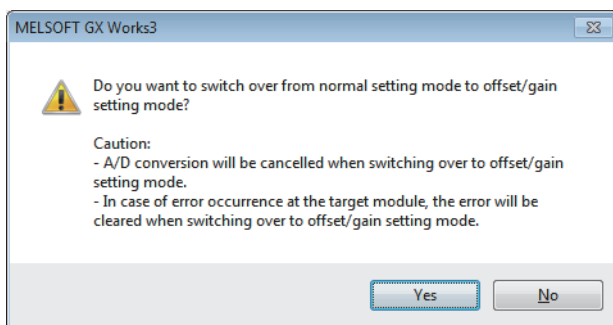 MELSOFT GX Works3
Do you want to switch over from normal setting mode to offset/gain
setting mode?
Caution:
- A/D conversion will be cancelled when switching over to offset/gain
setting mode.
- In case of error occurrence at the target module, the error will be
cleared when switching over to offset/gain setting mode.
Yes
No